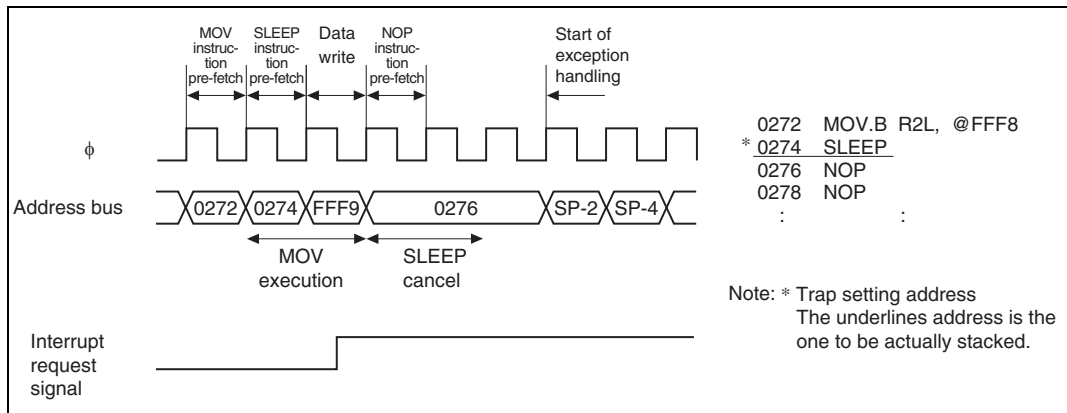 MOV
instruc-
tion
pre-fetch
SLEEP
instruc-
tion
pre-fetch
Data
write
NOP
instruc-
tion
pre-fetch
Start of
exception
handling
φ
Address bus
0272 0274 FFF9 0276 SP-2 SP-4
MOV
execution
SLEEP
cancel
Interrupt
request
signal
0272 MOV.B R2L, @FFF8
* 0274 SLEEP
0276 NOP
0278 NOP
: :
Note: * Trap setting address
The underlines address is the
one to be actually stacked.